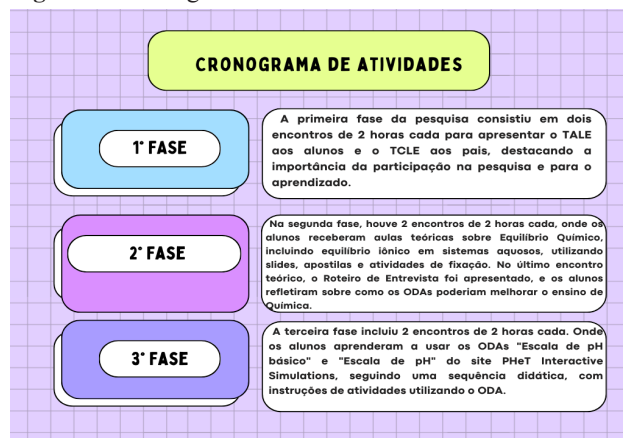 CRONOGRAMA DE ATIVIDADES
1ª FASE
A primeira fase da pesquisa consistiu em dois
encontros de 2 horas cada para apresentar o TALE
aos alunos e o TCLE aos pais, destacando a
importância da participação na pesquisa e para o
aprendizado.
2ª FASE
Na segunda fase, houve 2 encontros de 2 horas cada, onde os
alunos receberam aulas teóricas sobre Equilíbrio Químico,
incluindo equilíbrio iônico em sistemas aquosos, utilizando
slides, apostilas e atividades de fixação. No último encontro
teórico, o Roteiro de Entrevista foi apresentado, e os alunos
refletiram sobre como os ODAs poderiam melhorar o ensino de
Química.
3ª FASE
A terceira fase incluiu 2 encontros de 2 horas cada. Onde
os alunos aprenderam a usar os ODAs "Escala de pH
básico" e "Escala de pH" do site PHeT Interactive
Simulations, seguindo uma sequência didática, com
instruções de atividades utilizando o ODA.